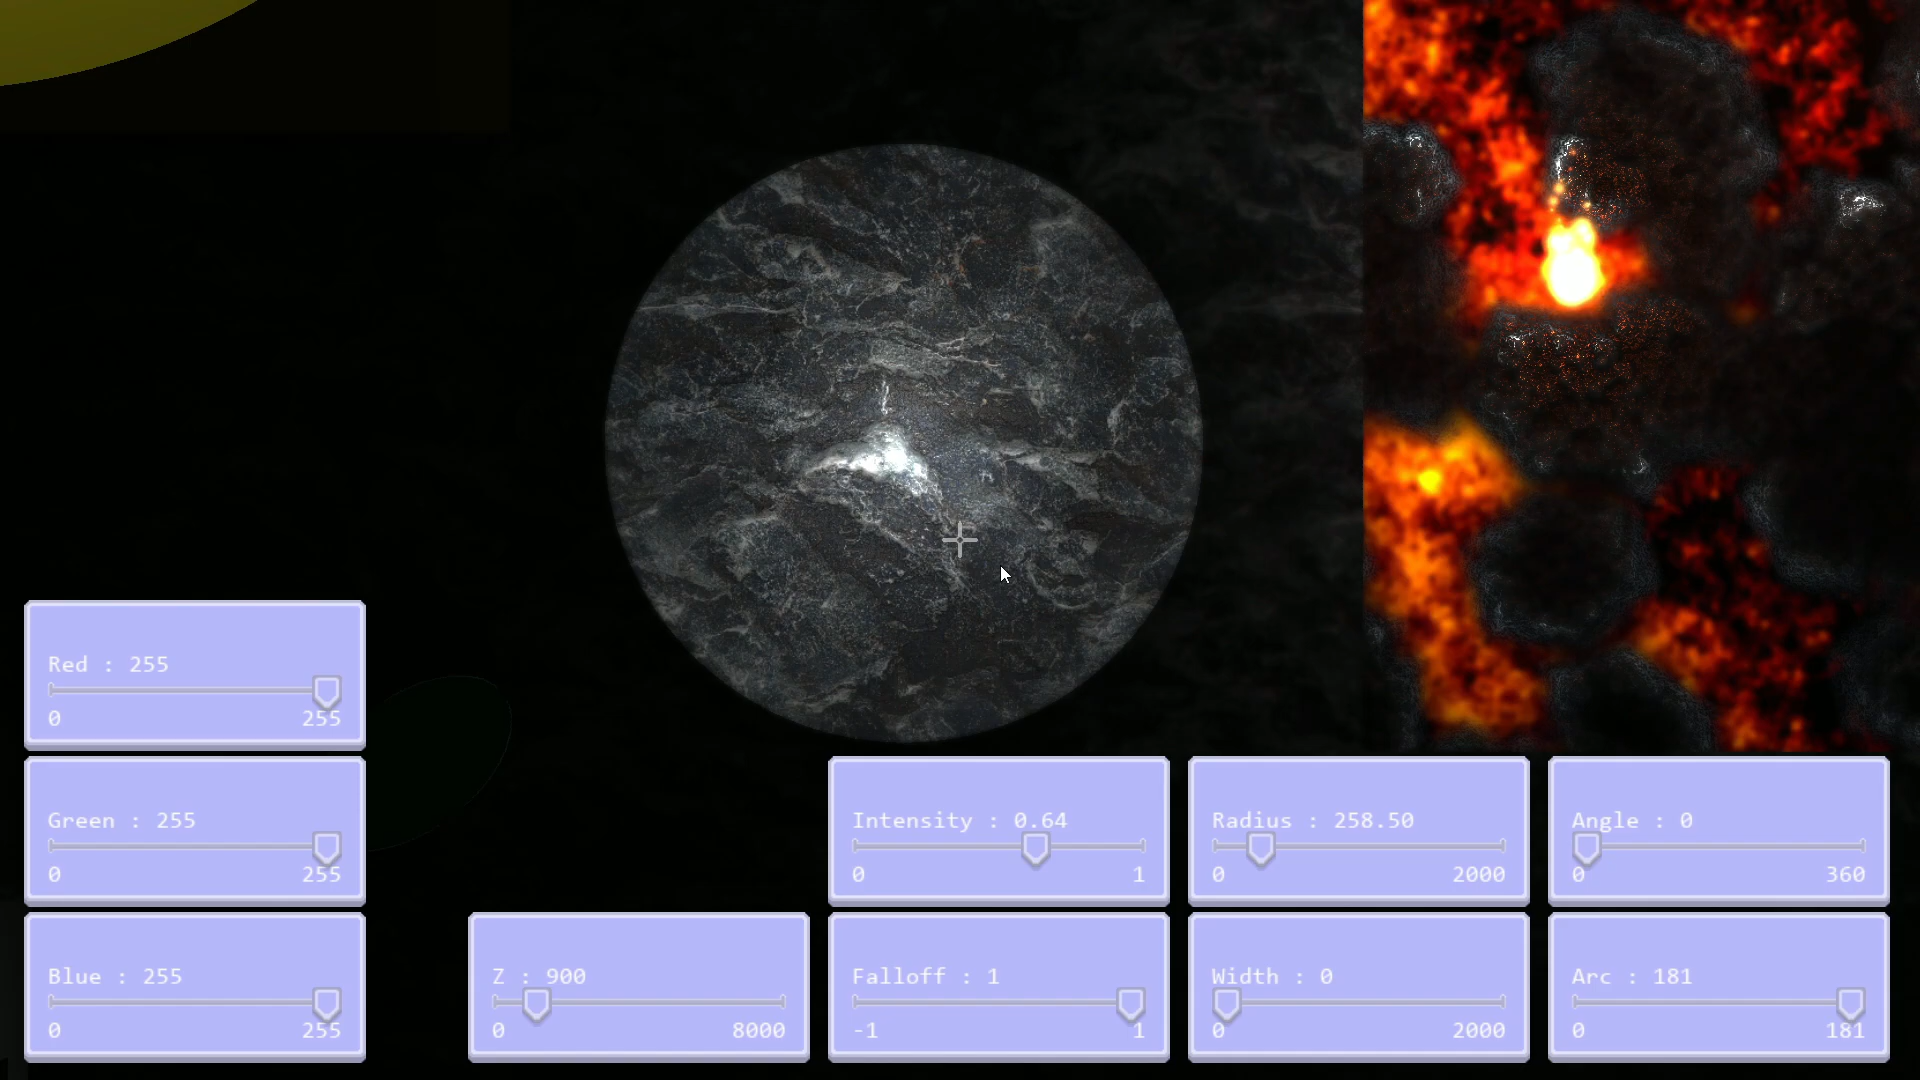 Red : 255
0 255
Green : 255
0 255
Intensity : 0.64
0 1
Radius : 258.50
0 2000
Angle : 0
0 360
Blue : 255
0 255
Z : 900
0 8000
Falloff : 1
-1 1
Width : 0
0 2000
Arc : 181
0 181